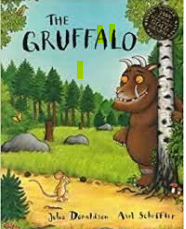 THE
GRUFFALO
Julia Donaldson Axel Scheffler